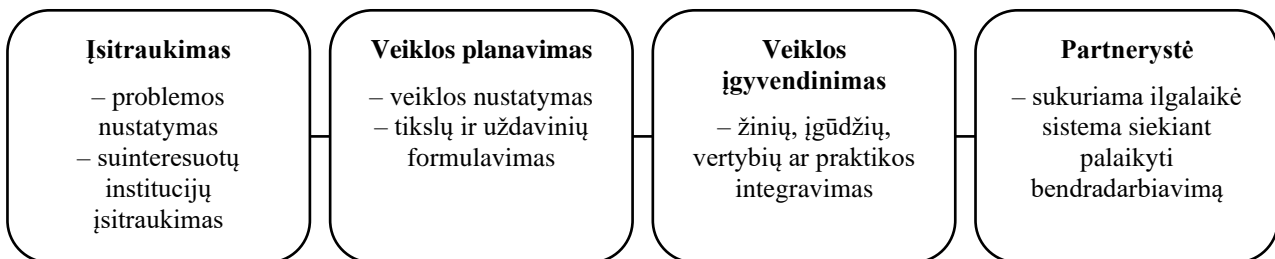 Įsitraukimas
– problemos
nustatymas
– suinteresuotų
institucijų
įsitraukimas
Veiklos planavimas
– veiklos nustatymas
– tikslų ir uždavinių
formulavimas
Veiklos
įgyvendinimas
– žinių, įgūdžių,
vertybių ar praktikos
integravimas
Partnerystė
– sukuriama ilgalaikė
sistema siekiant
palaikyti
bendradarbiavimą